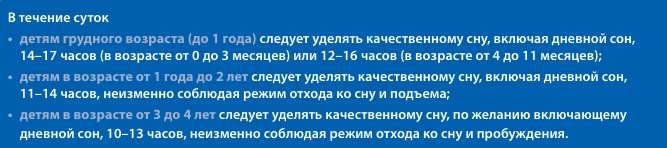 В течение суток
• детям грудного возраста (до 1 года) следует уделять качественному сну, включая дневной сон,
14–17 часов (в возрасте от 0 до 3 месяцев) или 12–16 часов (в возрасте от 4 до 11 месяцев);
• детям в возрасте от 1 года до 2 лет следует уделять качественному сну, включая дневной сон,
11–14 часов, неизменно соблюдая режим отхода ко сну и подъема;
• детям в возрасте от 3 до 4 лет следует уделять качественному сну, по желанию включающему
дневной сон, 10–13 часов, неизменно соблюдая режим отхода ко сну и пробуждения.